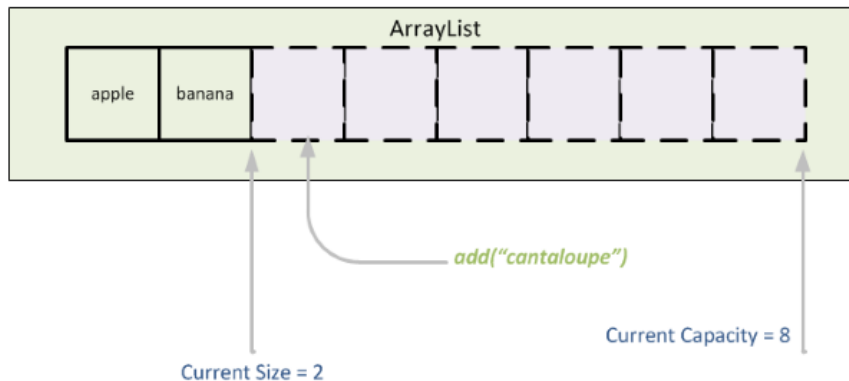 ArrayList
apple banana
add(“cantaloupe”)
Current Capacity = 8
Current Size = 2